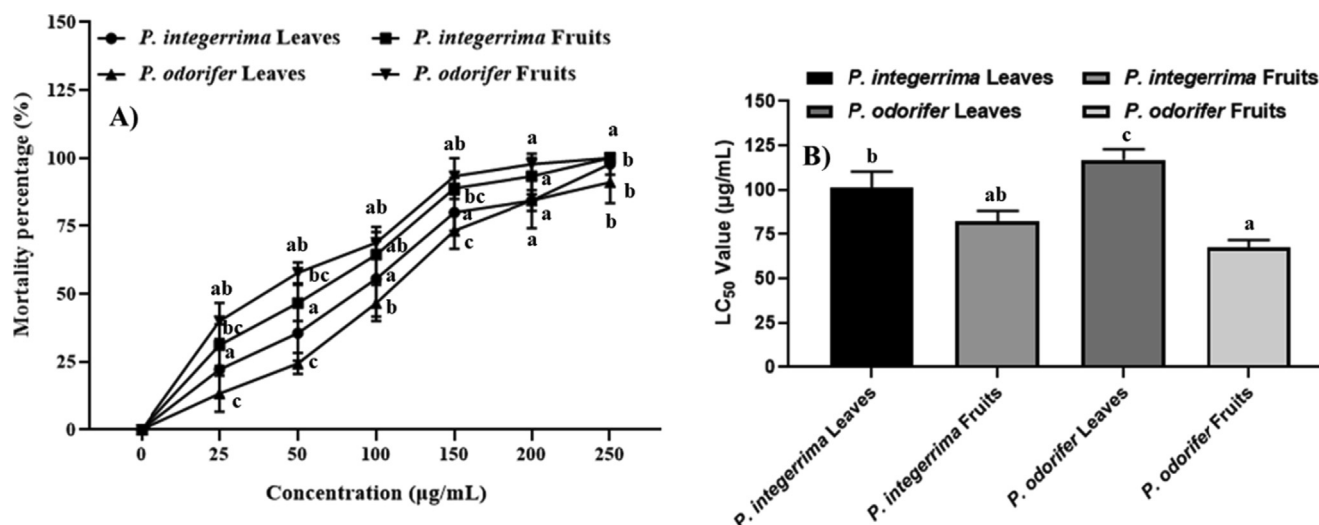 150
125
100
75
50
25
0
Mortality percentage (%)
A)
P. integerrima Leaves
P. integerrima Fruits
P. odorifer Leaves
P. odorifer Fruits
ab
bc
a
c
ab
bc
a
c
ab
ab
a
b
ab
bc
a
c
a
a
a
a
a
b
b
b
0 25 50 100 150 200 250
Concentration (µg/mL)
B)
P. integerrima Leaves
P. integerrima Fruits
P. odorifer Leaves
P. odorifer Fruits
150
125
100
75
50
25
0
LC50 Value (µg/mL)
b
ab
c
a
P. integerrima Leaves
P. integerrima Fruits
P. odorifer Leaves
P. odorifer Fruits